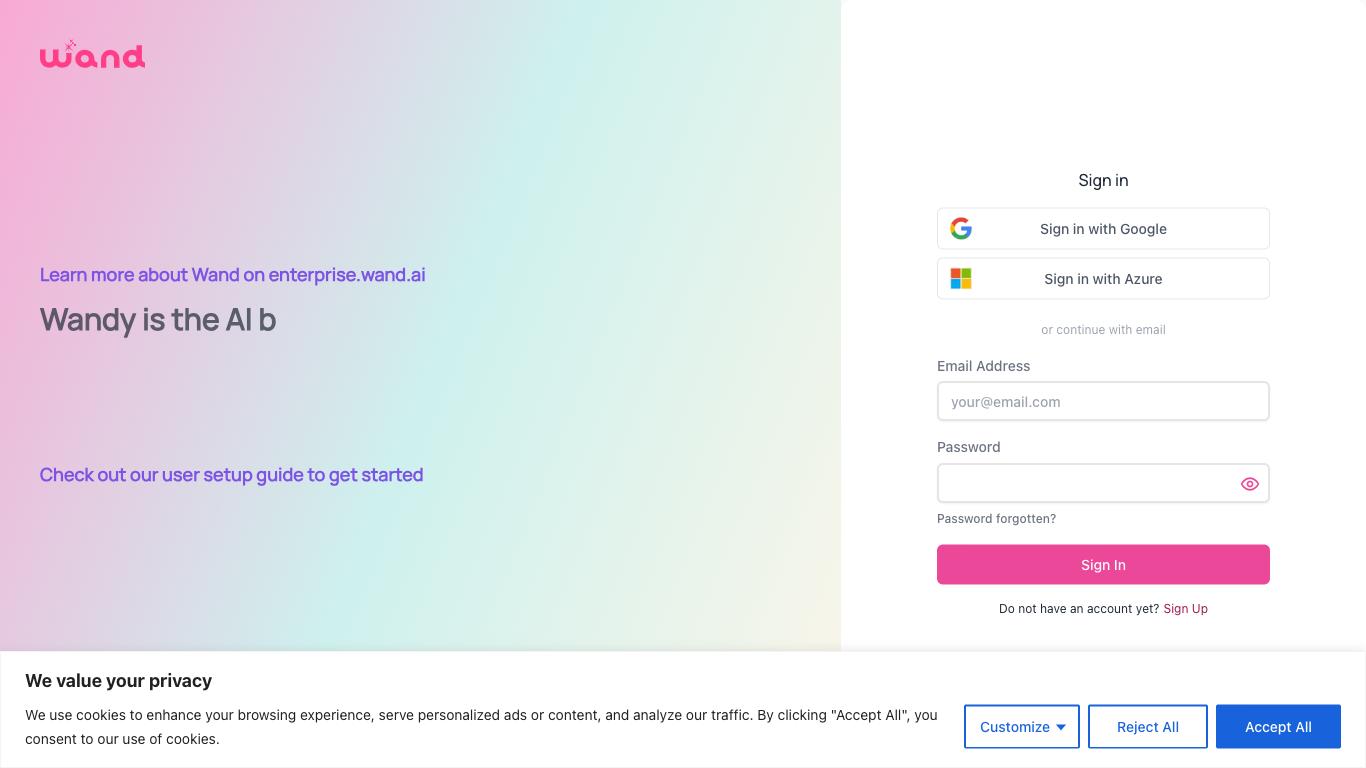 wand
Learn more about Wand on enterprise.wand.ai
Wandy is the AI b
Check out our user setup guide to get started
Sign in
Sign in with Google
Sign in with Azure
or continue with email
Email Address
your@email.com
Password
Password forgotten?
Sign In
Do not have an account yet? Sign Up
We value your privacy
We use cookies to enhance your browsing experience, serve personalized ads or content, and analyze our traffic. By clicking "Accept All", you
consent to our use of cookies.
Customize
Reject All
Accept All